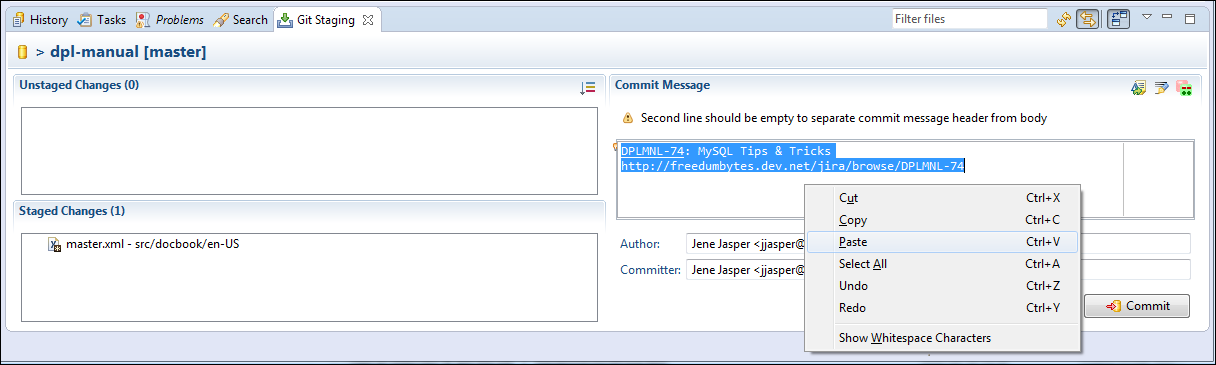 History Tasks Problems Search Git Staging Filter files
> dpl-manual [master]
Unstaged Changes (0)
Staged Changes (1)
master.xml - src/docbook/en-US
Commit Message
Second line should be empty to separate commit message header from body
DPLMNL-74: MySQL Tips & Tricks
http://freedumbytes.dev.net/jira/browse/DPLMNL-74
Author: Jene Jasper <jjasper@
Committer: Jene Jasper <jjasper@
Cut Ctrl+X
Copy Ctrl+C
Paste Ctrl+V
Select All Ctrl+A
Undo Ctrl+Z
Redo Ctrl+Y
Show Whitespace Characters
Commit